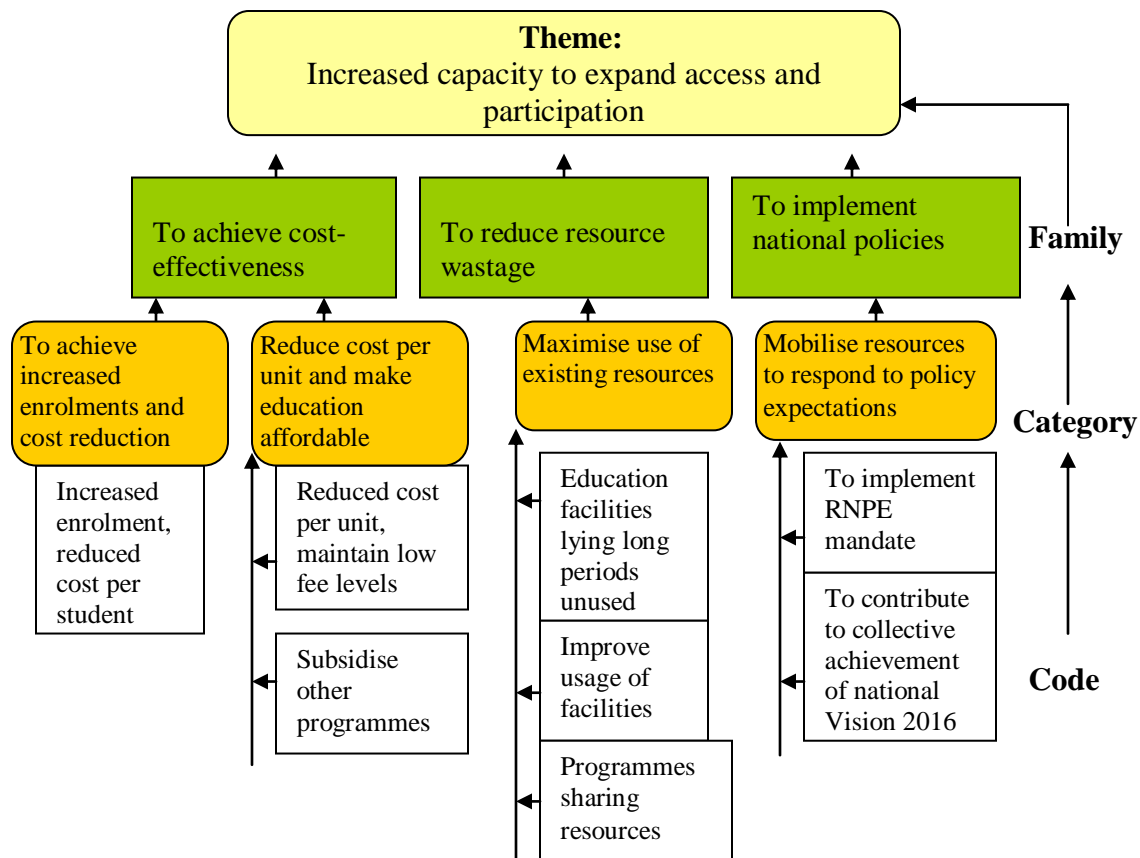 Theme:
Increased capacity to expand access and
participation
To achieve cost-
effectiveness
To reduce resource
wastage
To implement
national policies
Family
To achieve
increased
enrolments and
cost reduction
Reduce cost per
unit and make
education
affordable
Maximise use of
existing resources
Mobilise resources
to respond to policy
expectations
Category
Increased
enrolment,
reduced
cost per
student
Reduced cost
per unit,
maintain low
fee levels
Subsidise
other
programmes
Education
facilities
lying long
periods
unused
Improve
usage of
facilities
Programmes
sharing
resources
To implement
RNPE
mandate
To contribute
to collective
achievement
of national
Vision 2016
Code